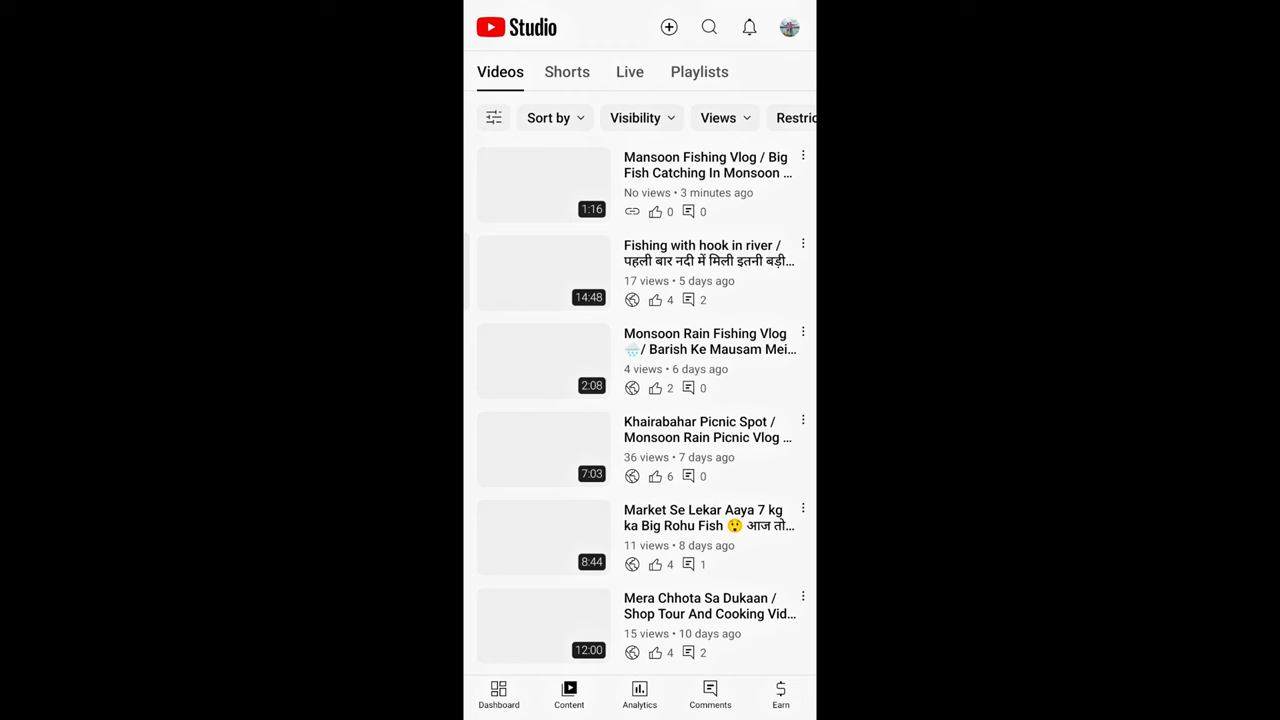 Studio
Videos Shorts Live Playlists
Sort by Visibility Views Restric
Mansoon Fishing Vlog / Big
Fish Catching In Monsoon ...
No views • 3 minutes ago
1:16
0 0
Fishing with hook in river /
पहली बार नदी में मिली इतनी बड़ी...
17 views • 5 days ago
14:48
4 2
Monsoon Rain Fishing Vlog
🌧️/ Barish Ke Mausam Mei...
4 views • 6 days ago
2:08
2 0
Khairabahar Picnic Spot /
Monsoon Rain Picnic Vlog ...
36 views • 7 days ago
7:03
6 0
Market Se Lekar Aaya 7 kg
ka Big Rohu Fish 😲 आज तो...
11 views • 8 days ago
8:44
4 1
Mera Chhota Sa Dukaan /
Shop Tour And Cooking Vid...
15 views • 10 days ago
12:00
4 2
Dashboard Content Analytics Comments Earn